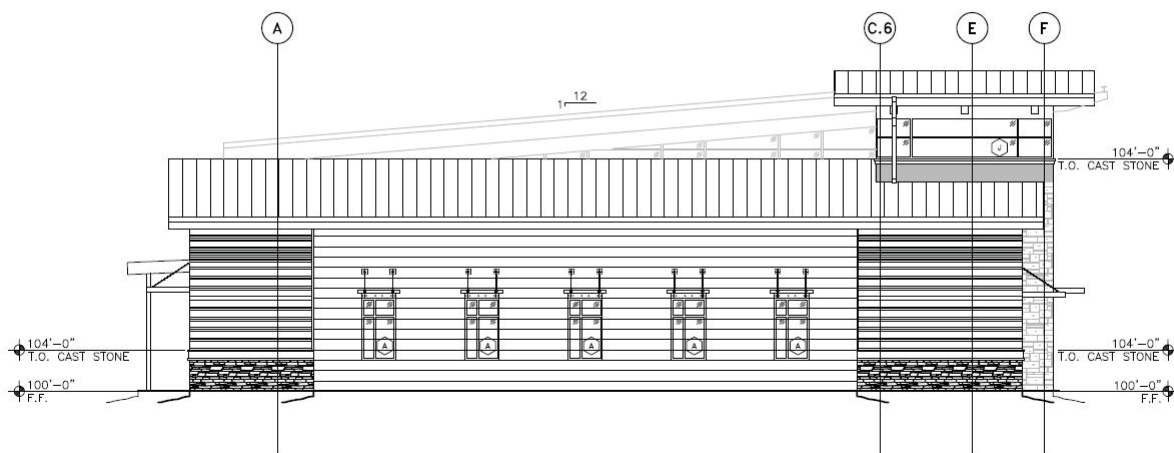 A
C.6
E
F
12
1
J
104'-0"
T.O. CAST STONE
A
A
A
A
A
104'-0"
T.O. CAST STONE
104'-0"
T.O. CAST STONE
100'-0"
F.F.
100'-0"
F.F.